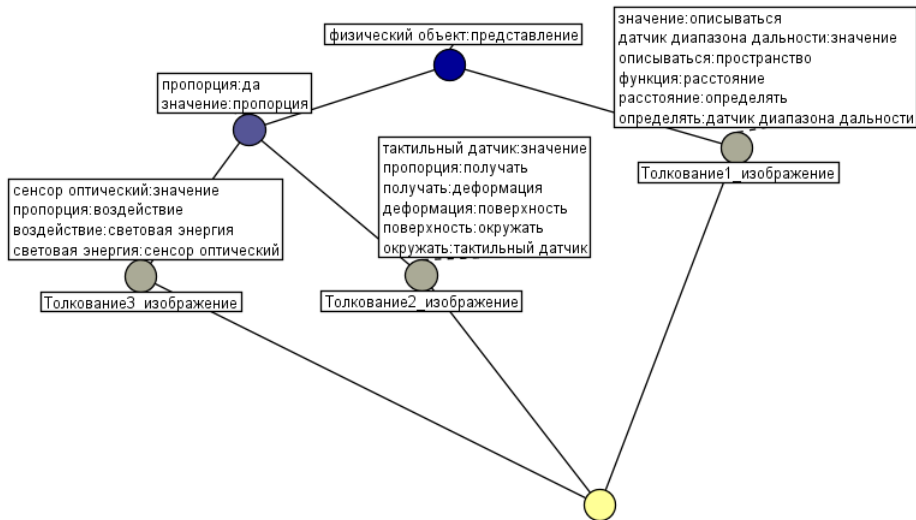 физический объект:представление
пропорция:да
значение:пропорция
значение:описываться
датчик диапазона дальности:значение
описываться:пространство
функция:расстояние
расстояние:определять
определять:датчик диапазона дальности
Толкование1_изображение
тактильный датчик:значение
пропорция:получать
получать:деформация
деформация:поверхность
поверхность:окружать
окружать:тактильный датчик
Толкование2_изображение
сенсор оптический:значение
пропорция:воздействие
воздействие:световая энергия
световая энергия:сенсор оптический
Толкование3_изображение